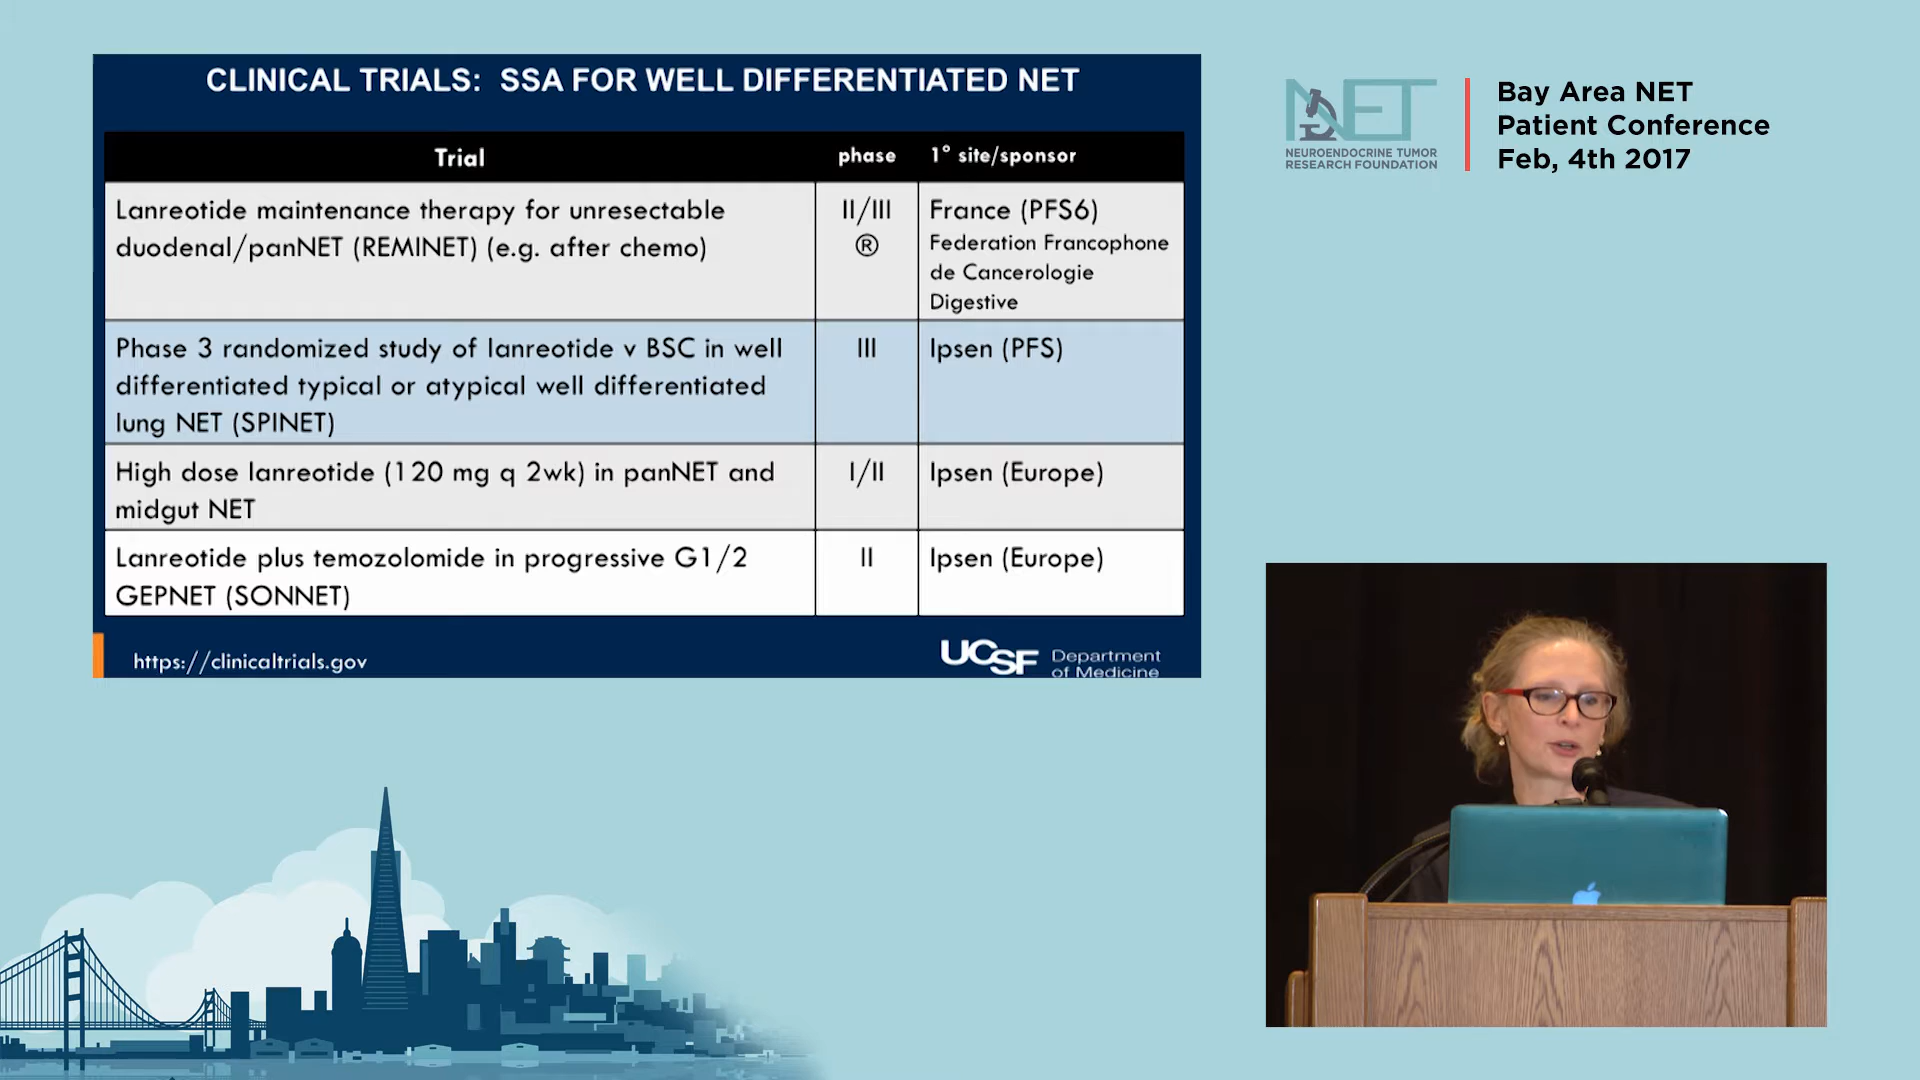 CLINICAL TRIALS: SSA FOR WELL DIFFERENTIATED NET
Trial
phase
1° site/sponsor
Lanreotide maintenance therapy for unresectable
duodenal/panNET (REMINET) (e.g. after chemo)
II/III
®
France (PFS6)
Federation Francophone
de Cancerologie
Digestive
Phase 3 randomized study of lanreotide v BSC in well
differentiated typical or atypical well differentiated
lung NET (SPINET)
III
Ipsen (PFS)
High dose lanreotide (120 mg q 2wk) in panNET and
midgut NET
I/II
Ipsen (Europe)
Lanreotide plus temozolomide in progressive G1/2
GEPNET (SONNET)
II
Ipsen (Europe)
https://clinicaltrials.gov
UCSF
Department
of Medicine
NET
NEUROENDOCRINE TUMOR
RESEARCH FOUNDATION
Bay Area NET
Patient Conference
Feb, 4th 2017